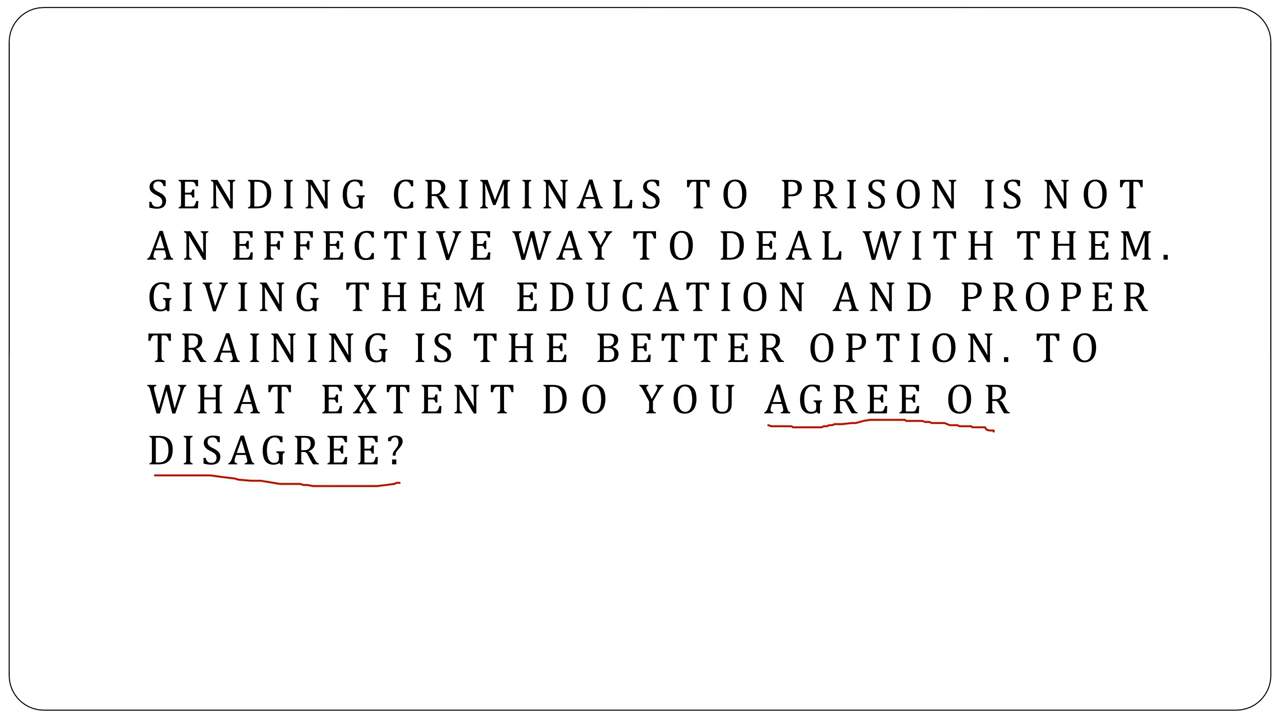 SENDING CRIMINALS TO PRISON IS NOT
AN EFFECTIVE WAY TO DEAL WITH THEM.
GIVING THEM EDUCATION AND PROPER
TRAINING IS THE BETTER OPTION. TO
WHAT EXTENT DO YOU AGREE OR
DISAGREE?